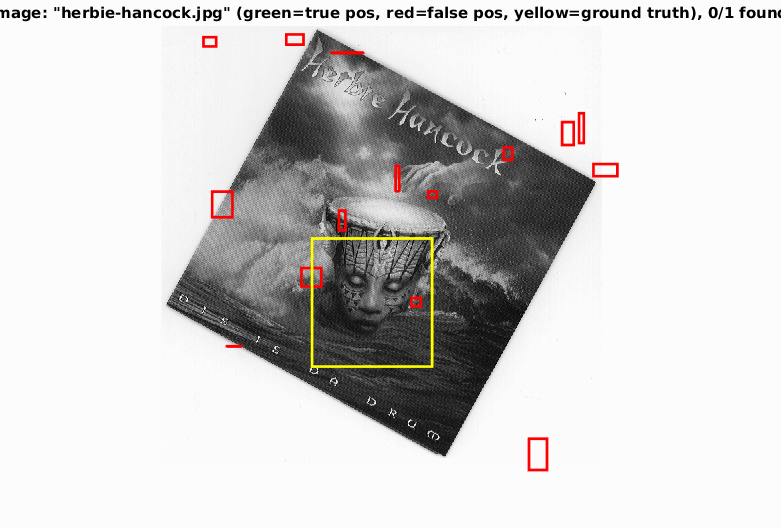 mage: "herbie-hancock.jpg" (green=true pos, red=false pos, yellow=ground truth), 0/1 found
Herbie Hancock
DIS IS DA DRUM